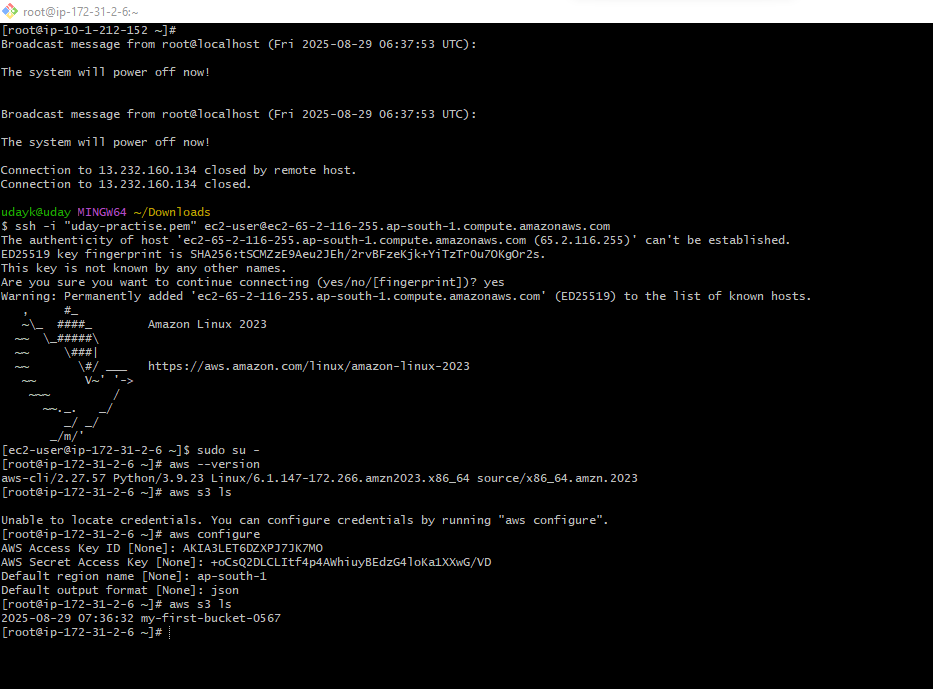 root@ip-172-31-2-6:~
[root@ip-10-1-212-152 ~]#
Broadcast message from root@localhost (Fri 2025-08-29 06:37:53 UTC):
The system will power off now!
Broadcast message from root@localhost (Fri 2025-08-29 06:37:53 UTC):
The system will power off now!
Connection to 13.232.160.134 closed by remote host.
Connection to 13.232.160.134 closed.
udayk@uday MINGW64 ~/Downloads
$ ssh -i "uday-practise.pem" ec2-user@ec2-65-2-116-255.ap-south-1.compute.amazonaws.com
The authenticity of host 'ec2-65-2-116-255.ap-south-1.compute.amazonaws.com (65.2.116.255)' can't be established.
ED25519 key fingerprint is SHA256:tSCMZzE9Aeu2JEh/2rvBFzeKjk+YiTzTrOu7OKgOr2s.
This key is not known by any other names.
Are you sure you want to continue connecting (yes/no/[fingerprint])? yes
Warning: Permanently added 'ec2-65-2-116-255.ap-south-1.compute.amazonaws.com' (ED25519) to the list of known hosts.
   ,     #_
   ~\_  ####_        Amazon Linux 2023
  ~~  \_#####\
  ~~     \###|
  ~~       \#/ ___   https://aws.amazon.com/linux/amazon-linux-2023
   ~~       V~' '->
    ~~~         /
      ~~._.   _/
         _/ _/
       _/m/'
[ec2-user@ip-172-31-2-6 ~]$ sudo su -
[root@ip-172-31-2-6 ~]# aws --version
aws-cli/2.27.57 Python/3.9.23 Linux/6.1.147-172.266.amzn2023.x86_64 source/x86_64.amzn.2023
[root@ip-172-31-2-6 ~]# aws s3 ls
Unable to locate credentials. You can configure credentials by running "aws configure".
[root@ip-172-31-2-6 ~]# aws configure
AWS Access Key ID [None]:
AWS Secret Access Key [None]:
Default region name [None]: ap-south-1
Default output format [None]: json
[root@ip-172-31-2-6 ~]# aws s3 ls
2025-08-29 07:36:32 my-first-bucket-0567
[root@ip-172-31-2-6 ~]#